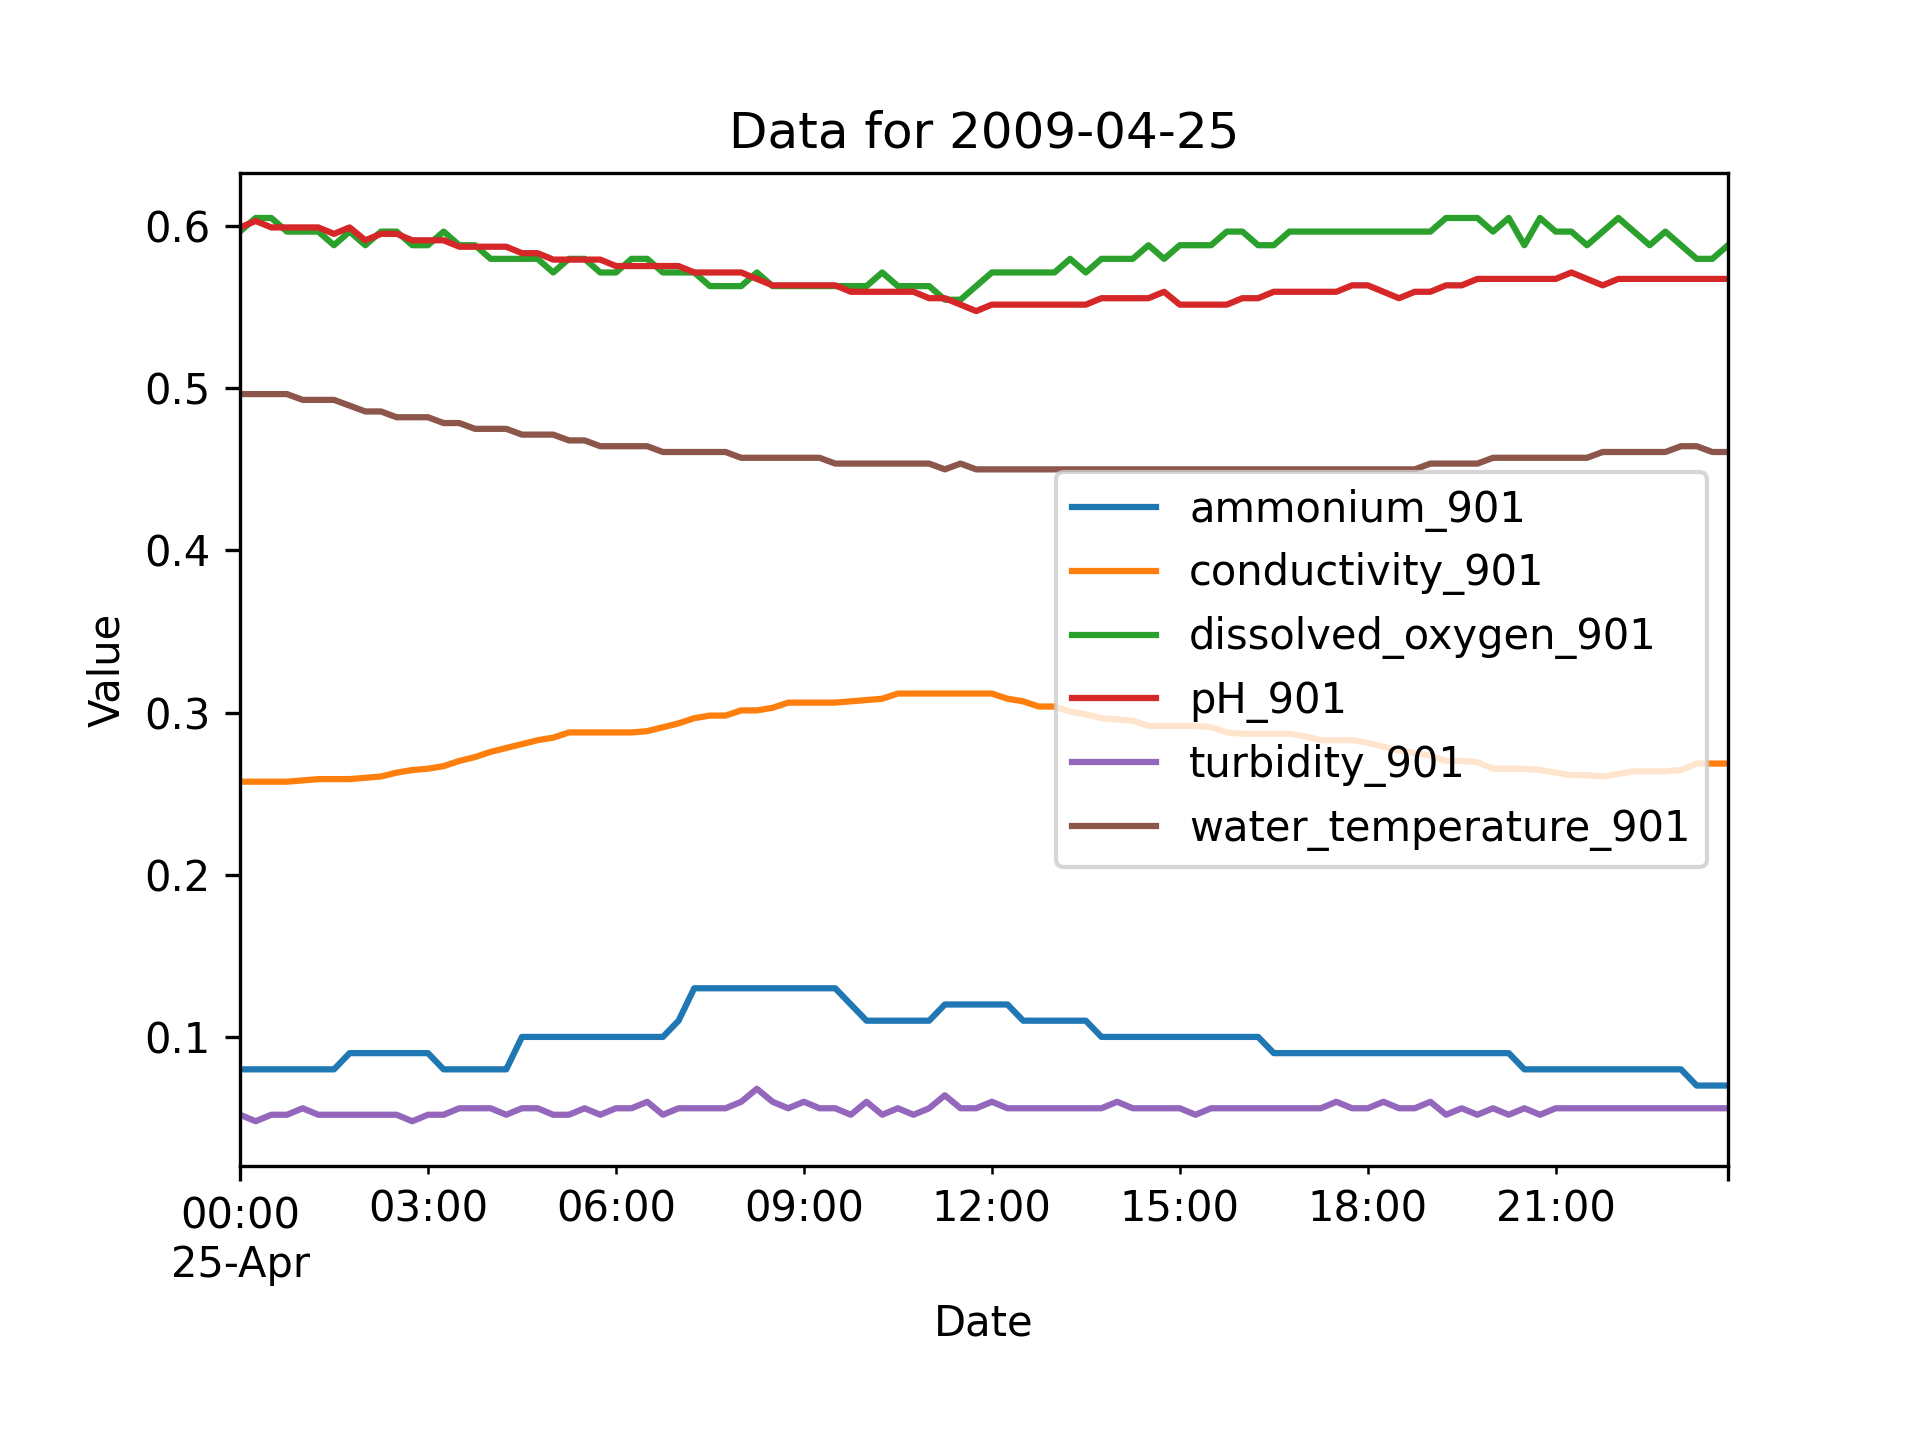 Data for 2009-04-25
0.6
0.5
0.4
0.3
0.2
0.1
Value
ammonium_901
conductivity_901
dissolved_oxygen_901
pH_901
turbidity_901
water_temperature_901
00:00 03:00 06:00 09:00 12:00 15:00 18:00 21:00
25-Apr
Date